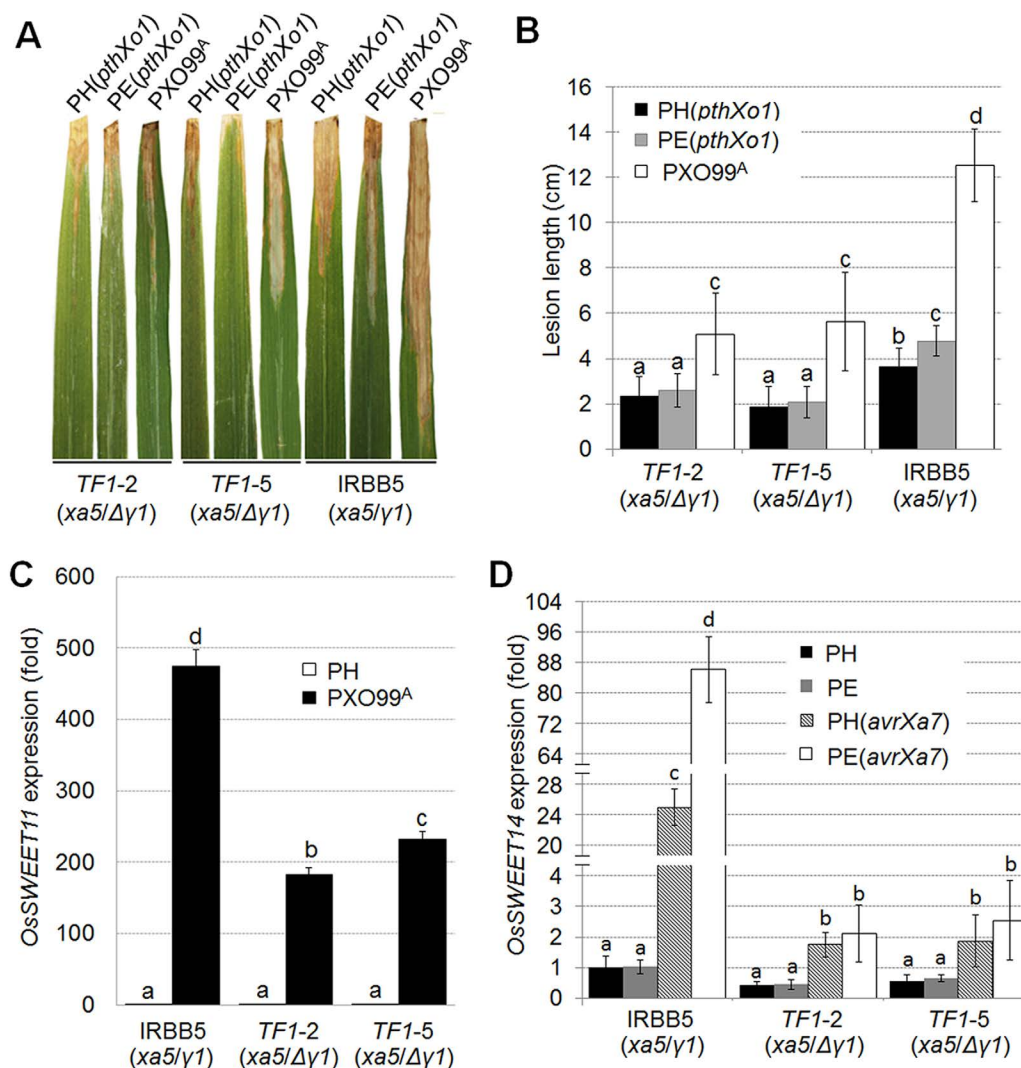 A
PH(pthXo1)
PE(pthXo1)
PXO99A
PH(pthXo1)
PE(pthXo1)
PXO99A
PH(pthXo1)
PE(pthXo1)
PXO99A
TF1-2
(xa5/Δγ1)
TF1-5
(xa5/Δγ1)
IRBB5
(xa5/γ1)
B
Lesion length (cm)
16
14
12
10
8
6
4
2
0
PH(pthXo1)
PE(pthXo1)
PXO99A
a
a
c
a
a
c
b
c
d
TF1-2
(xa5/Δγ1)
TF1-5
(xa5/Δγ1)
IRBB5
(xa5/γ1)
C
OsSWEET11 expression (fold)
600
500
400
300
200
100
0
PH
PXO99A
a
d
a
b
a
c
IRBB5
(xa5/γ1)
TF1-2
(xa5/Δγ1)
TF1-5
(xa5/Δγ1)
D
OsSWEET14 expression (fold)
104
96
88
80
72
64
28
24
20
4
3
2
1
0
PH
PE
PH(avrXa7)
PE(avrXa7)
a
a
c
d
a
a
b
b
a
a
b
b
IRBB5
(xa5/γ1)
TF1-2
(xa5/Δγ1)
TF1-5
(xa5/Δγ1)